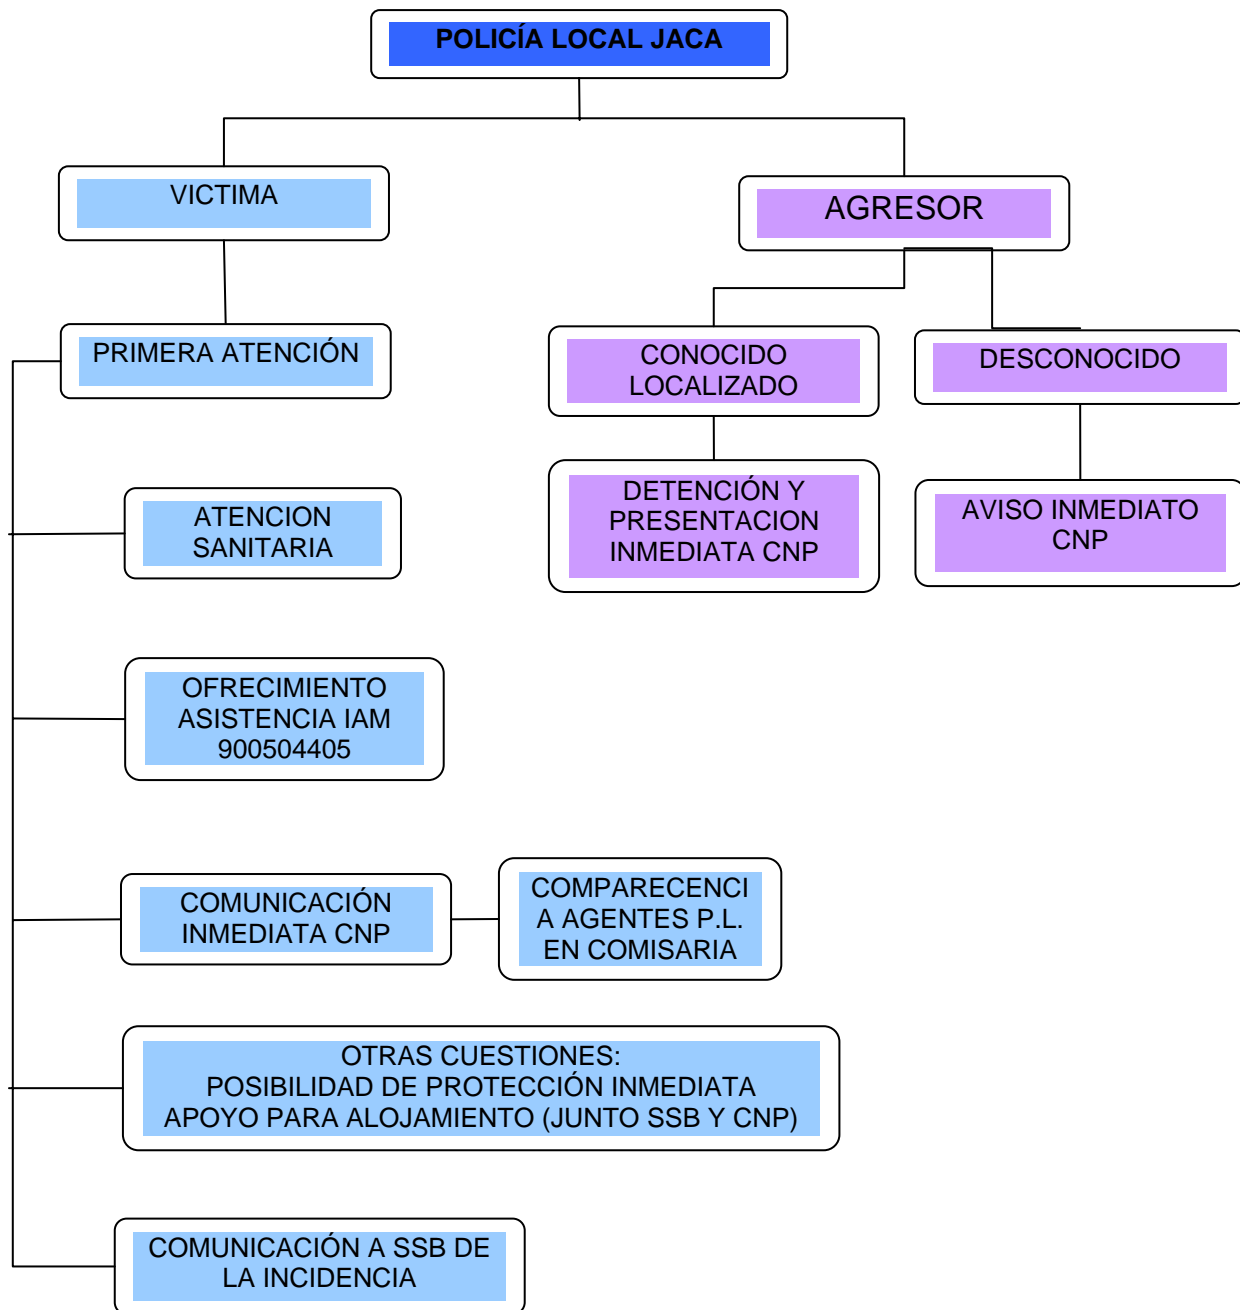 POLICÍA LOCAL JACA
VICTIMA
AGRESOR
PRIMERA ATENCIÓN
CONOCIDO
LOCALIZADO
DESCONOCIDO
DETENCIÓN Y
PRESENTACION
INMEDIATA CNP
AVISO INMEDIATO
CNP
ATENCION
SANITARIA
OFRECIMIENTO
ASISTENCIA IAM
900504405
COMUNICACIÓN
INMEDIATA CNP
COMPARECENCI
A AGENTES P.L.
EN COMISARIA
OTRAS CUESTIONES:
POSIBILIDAD DE PROTECCIÓN INMEDIATA
APOYO PARA ALOJAMIENTO (JUNTO SSB Y CNP)
COMUNICACIÓN A SSB DE
LA INCIDENCIA